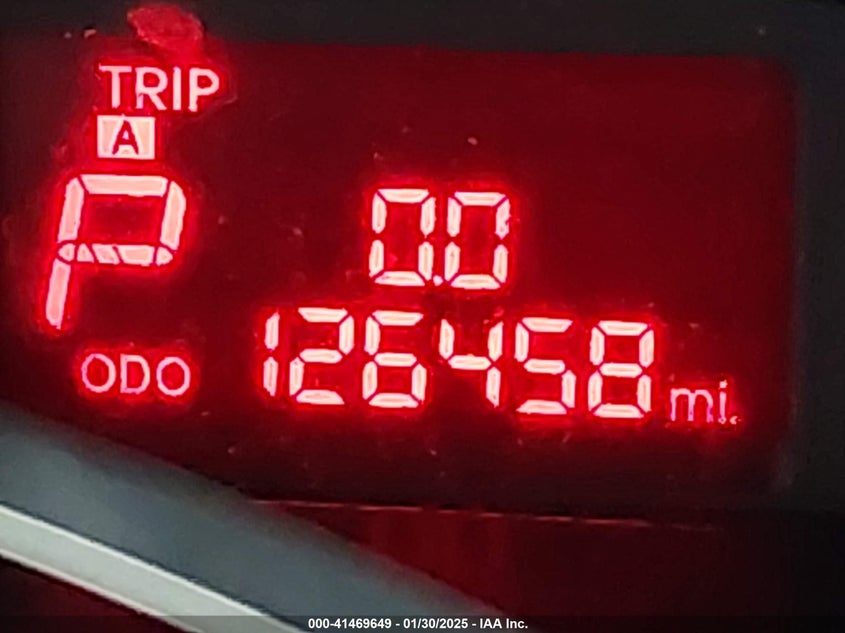 TRIP
A
P
0.0
ODO 126458 mi.
000-41469649 - 01/30/2025 - IAA Inc.